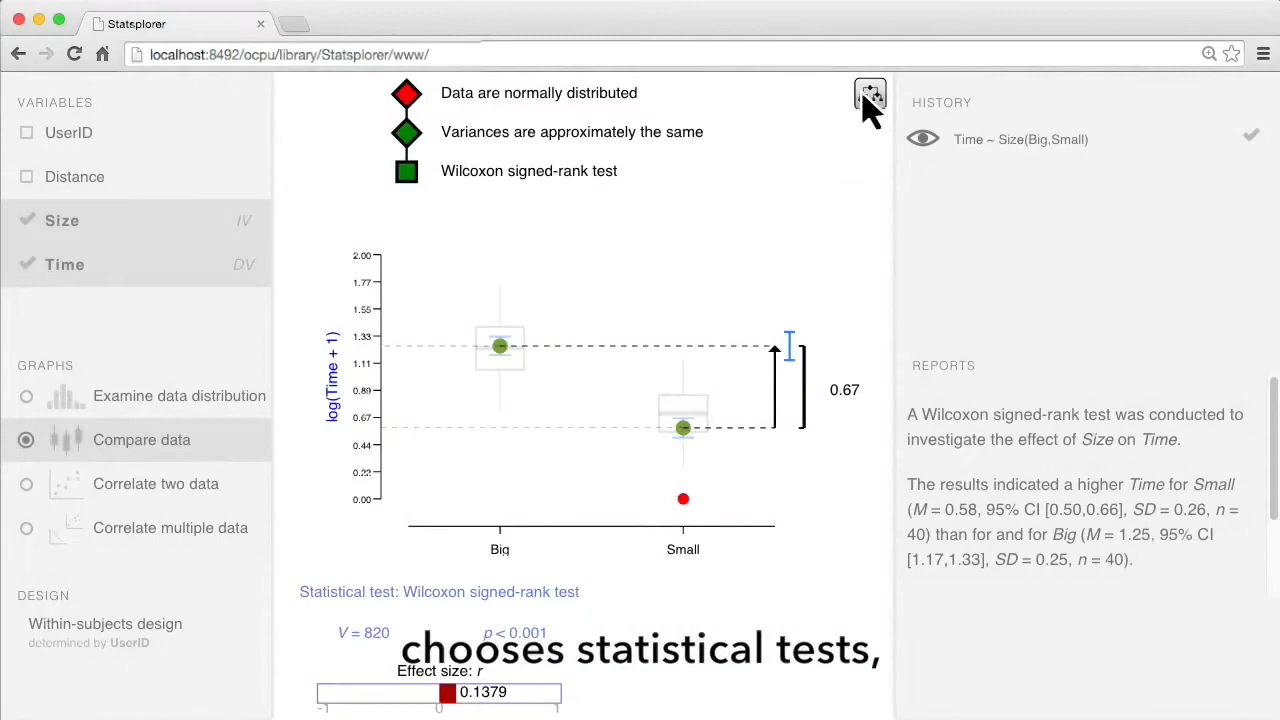 Statsplorer
localhost:8492/ocpu/library/Statsplorer/www/
VARIABLES
UserID
Distance
Size IV
Time DV
GRAPHS
Examine data distribution
Compare data
Correlate two data
Correlate multiple data
DESIGN
Within-subjects design
determined by UserID
Data are normally distributed
Variances are approximately the same
Wilcoxon signed-rank test
2.00
1.77
1.55
1.33
1.11
0.89
0.67
0.44
0.22
0.00
log(Time + 1)
0.67
Big Small
Statistical test: Wilcoxon signed-rank test
V = 820 p < 0.001
chooses statistical tests,
Effect size: r
0.1379
-1 0 1
HISTORY
Time ~ Size(Big,Small)
REPORTS
A Wilcoxon signed-rank test was conducted to
investigate the effect of Size on Time.
The results indicated a higher Time for Small
(M = 0.58, 95% CI [0.50,0.66], SD = 0.26, n =
40) than for and for Big (M = 1.25, 95% CI
[1.17,1.33], SD = 0.25, n = 40).